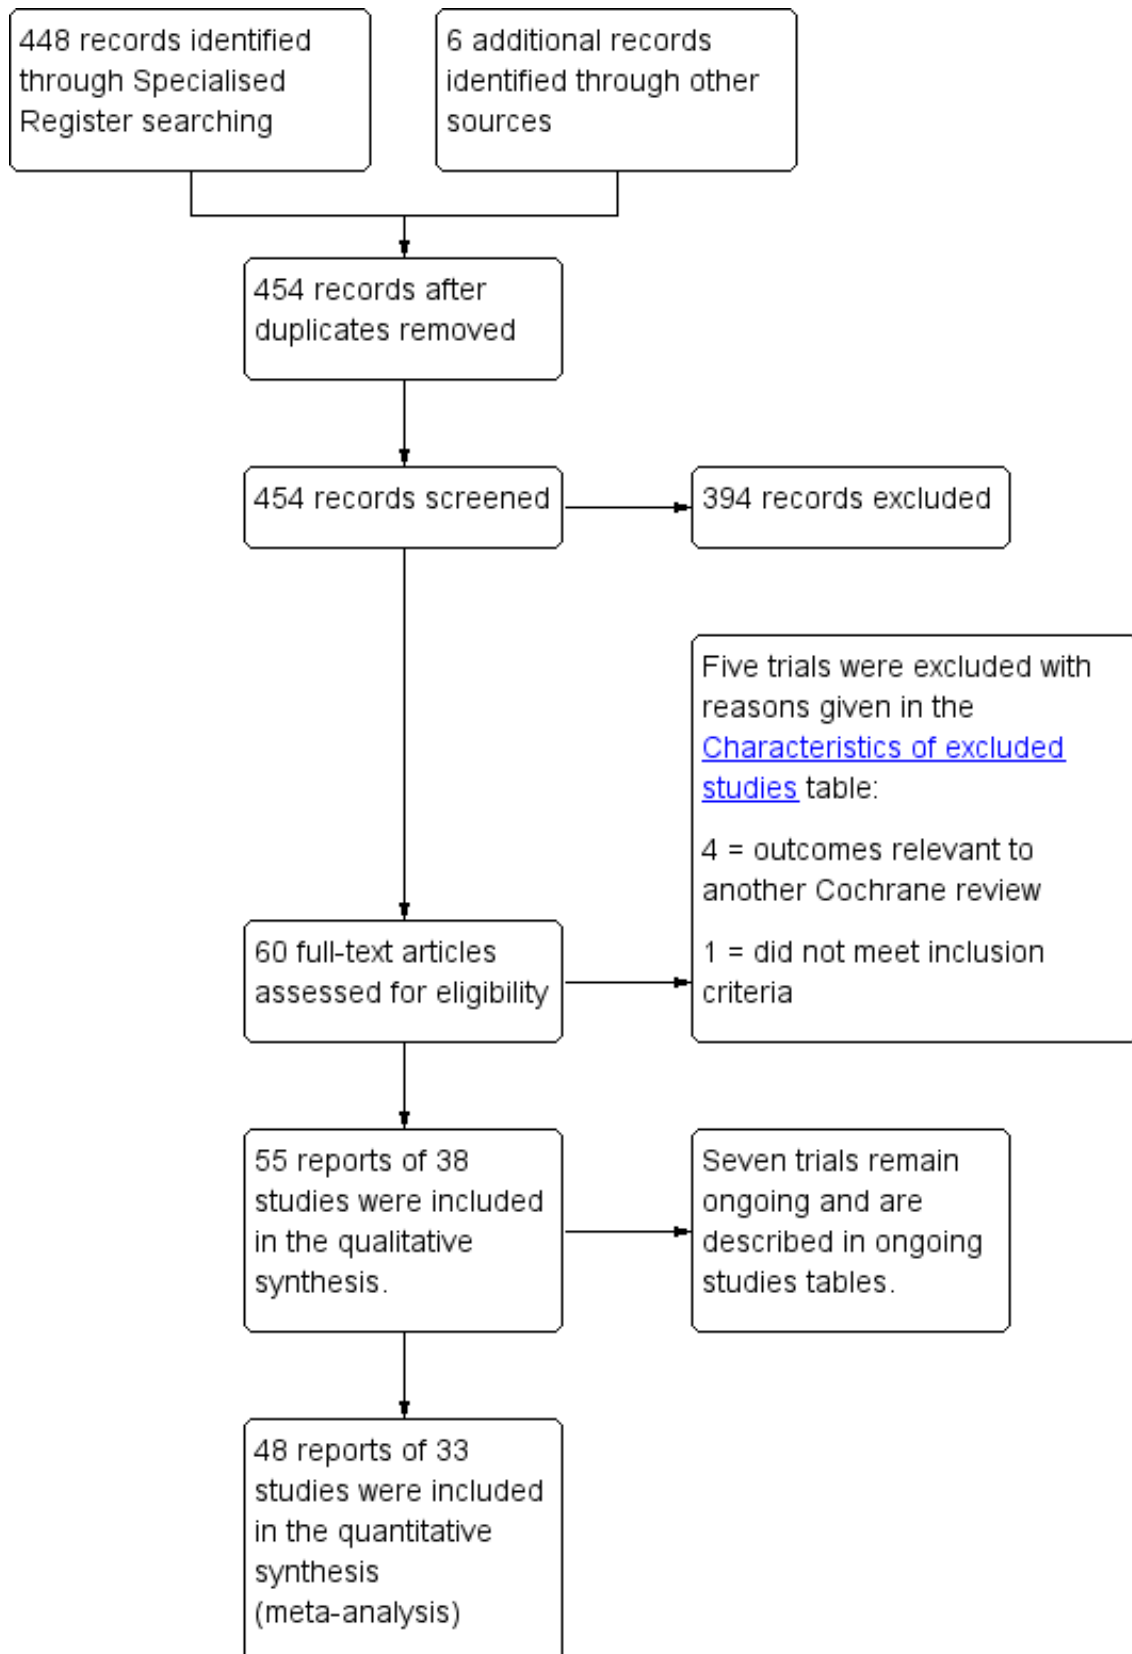 448 records identified
through Specialised
Register searching
6 additional records
identified through other
sources
454 records after
duplicates removed
454 records screened
394 records excluded
Five trials were excluded with
reasons given in the
Characteristics of excluded
studies table:
4 = outcomes relevant to
another Cochrane review
1 = did not meet inclusion
criteria
60 full-text articles
assessed for eligibility
55 reports of 38
studies were included
in the qualitative
synthesis.
Seven trials remain
ongoing and are
described in ongoing
studies tables.
48 reports of 33
studies were included
in the quantitative
synthesis
(meta-analysis)